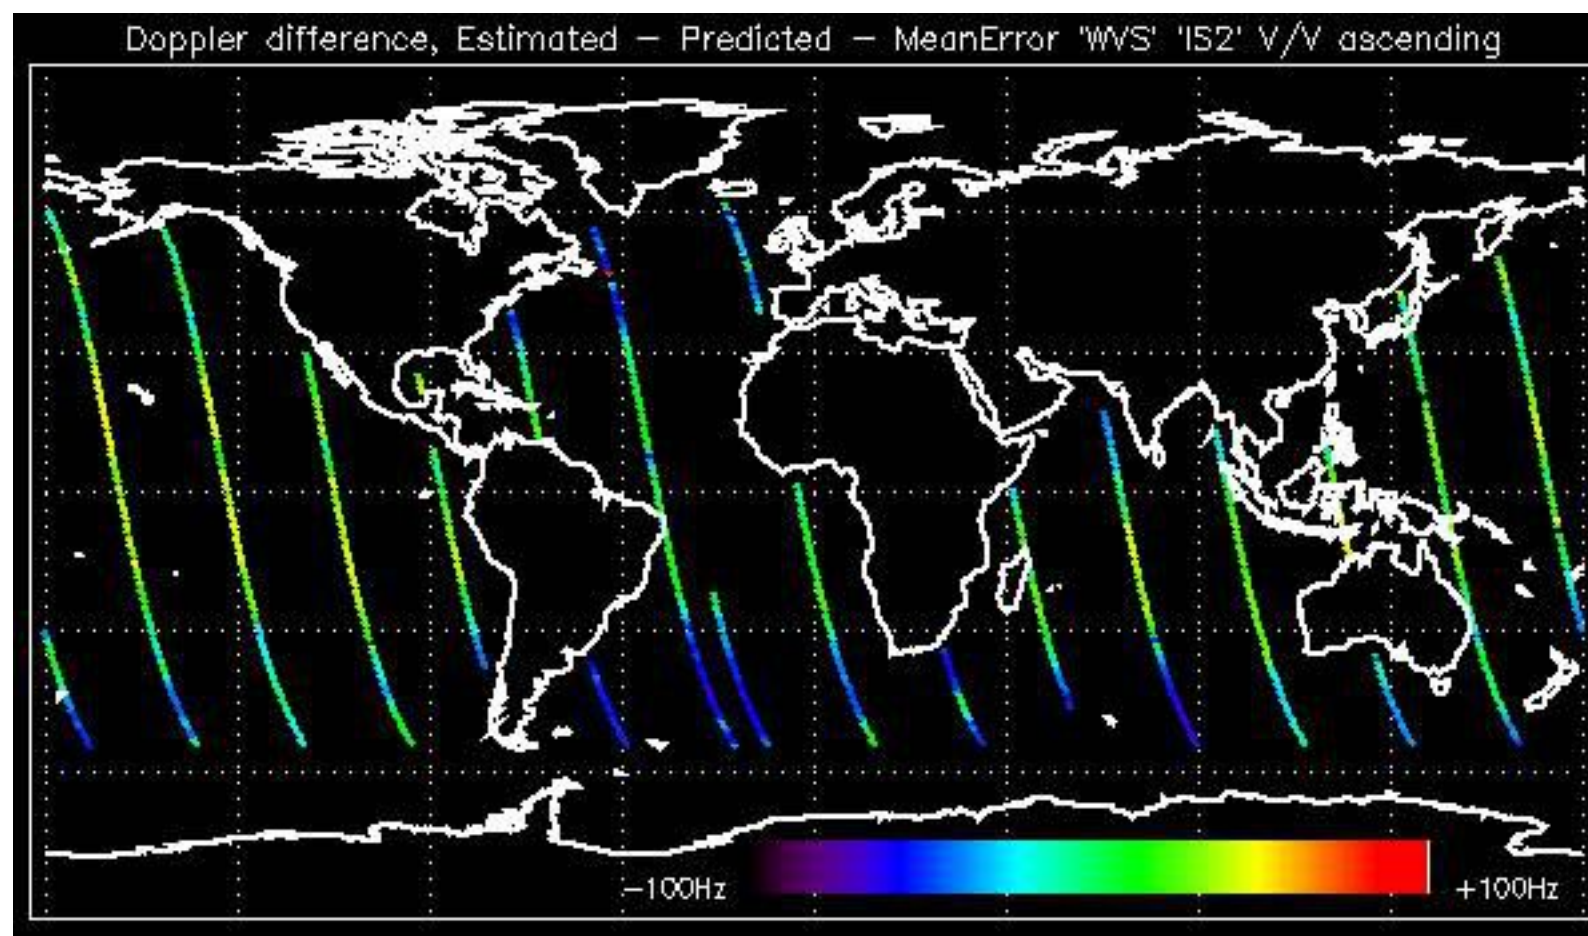 Doppler difference, Estimated − Predicted − MeanError 'WVS' 'IS2' V/V ascending
−100Hz
+100Hz